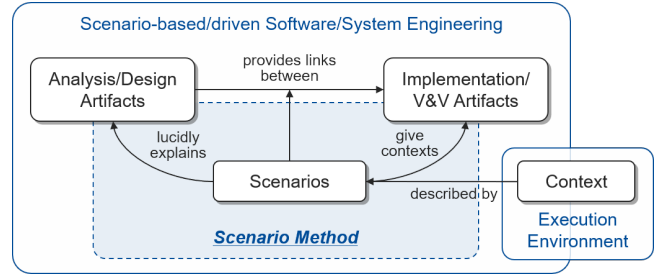 Scenario-based/driven Software/System Engineering
provides links
between
Analysis/Design
Artifacts
Implementation/
V&V Artifacts
lucidly
explains
give
contexts
Scenarios
described by
Context
Scenario Method
Execution
Environment